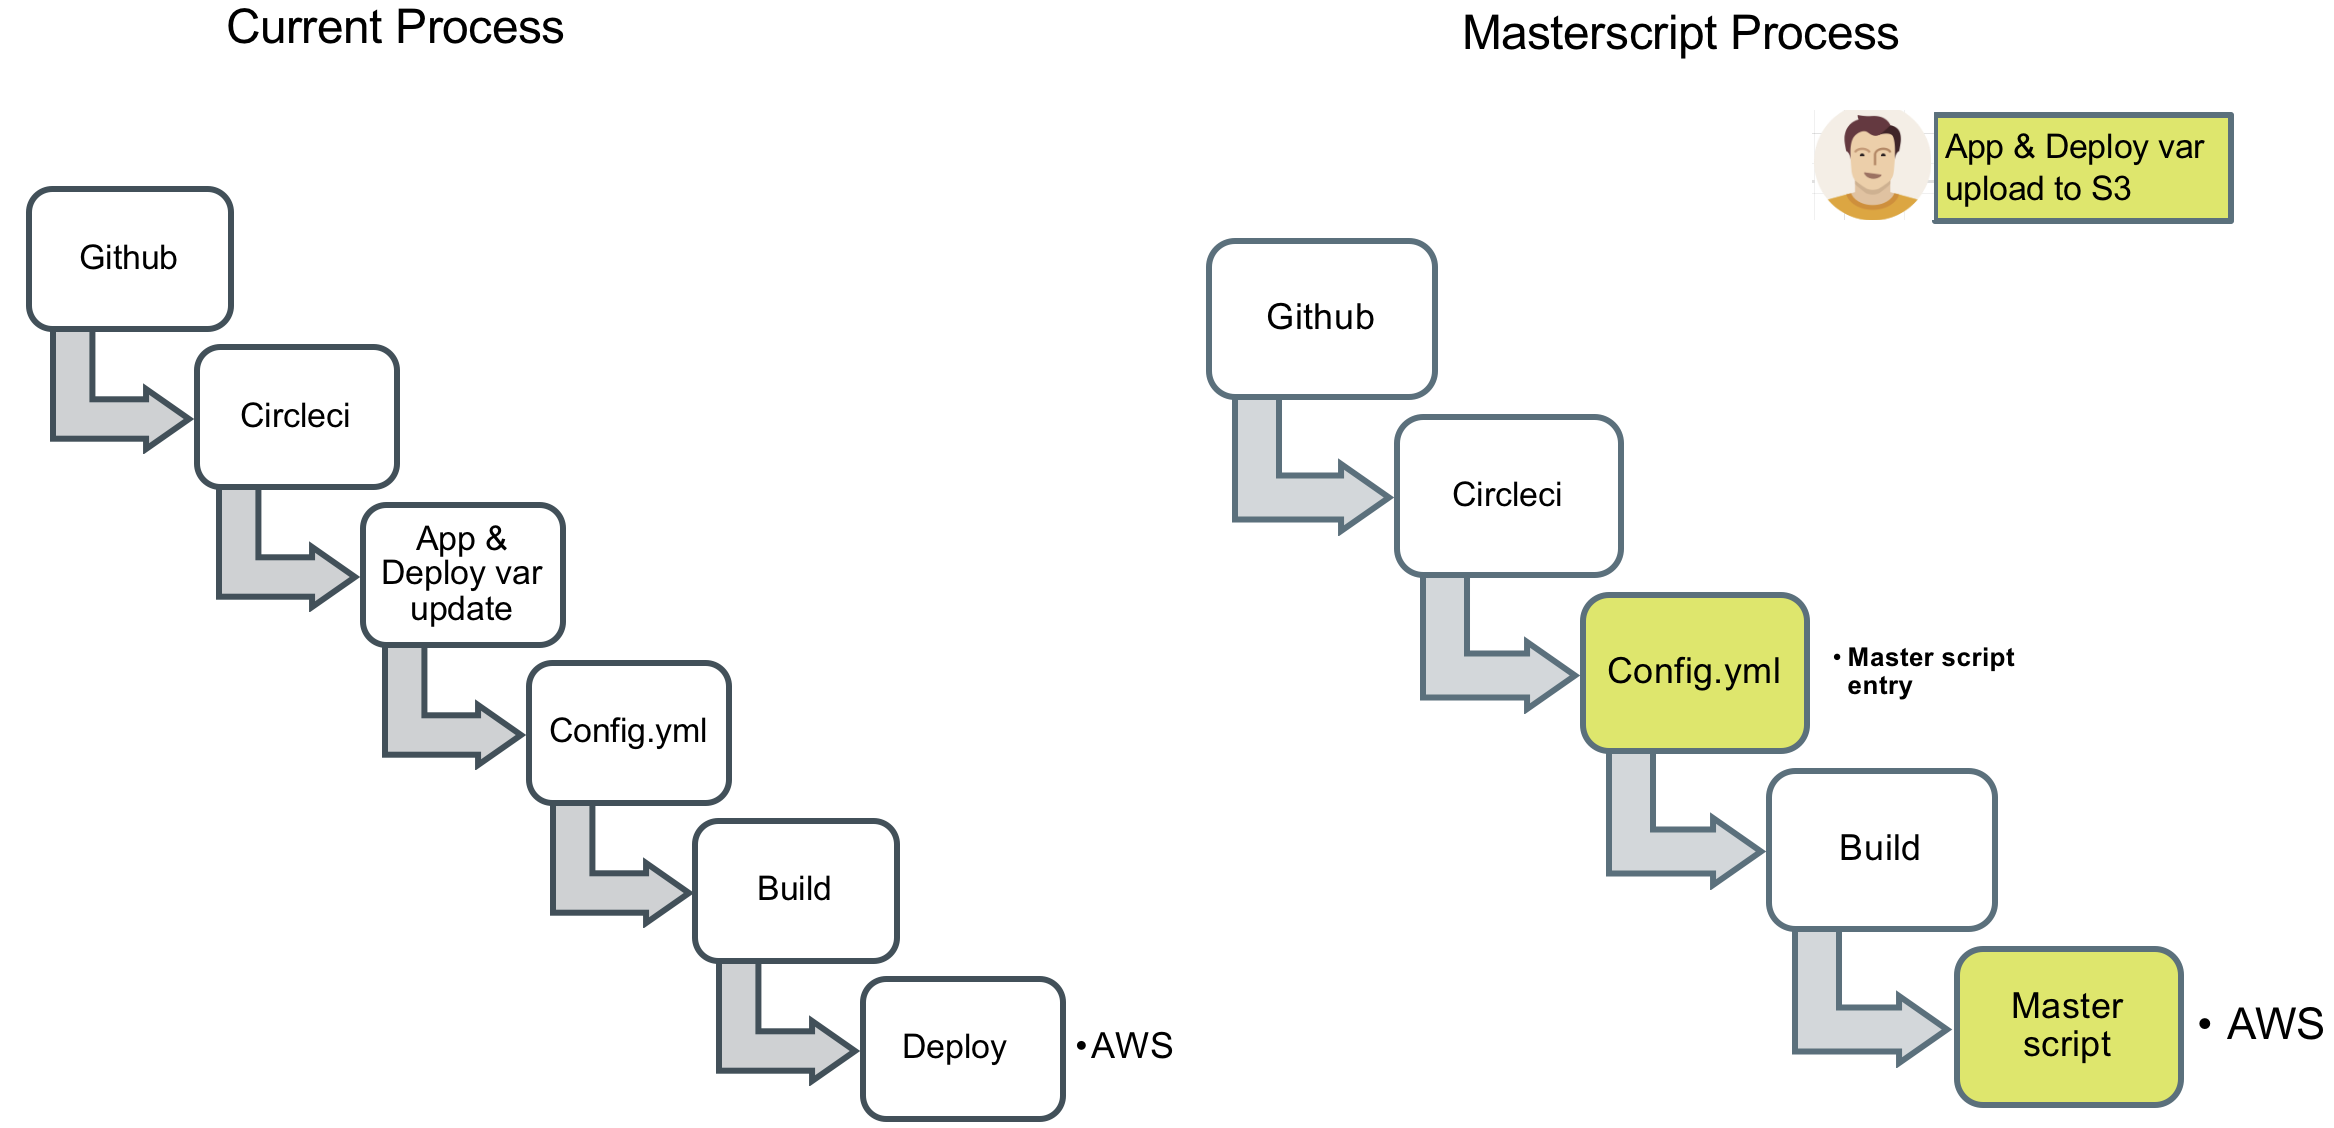 Current Process
Github
Circleci
App &
Deploy var
update
Config.yml
Build
Deploy
• AWS
Masterscript Process
App & Deploy var
upload to S3
Github
Circleci
Config.yml
• Master script
entry
Build
Master
script
• AWS